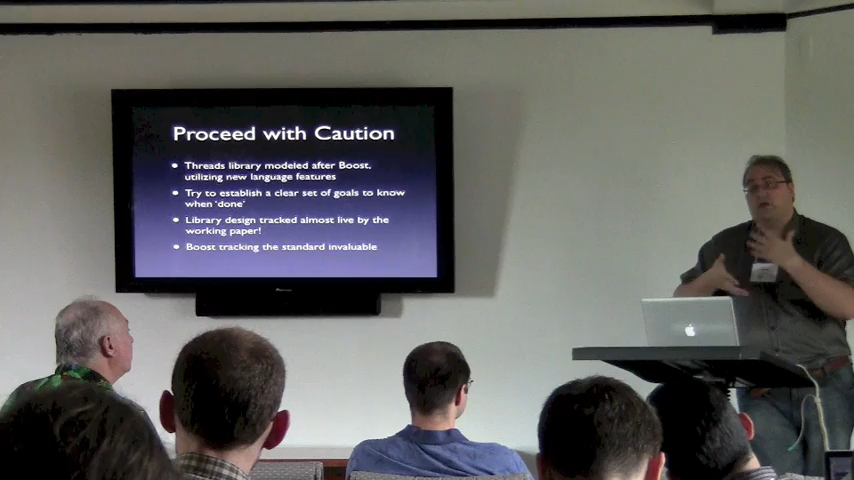 Proceed with Caution
• Threads library modeled after Boost,
utilizing new language features
• Try to establish a clear set of goals to know
when 'done'
• Library design tracked almost live by the
working paper!
• Boost tracking the standard invaluable